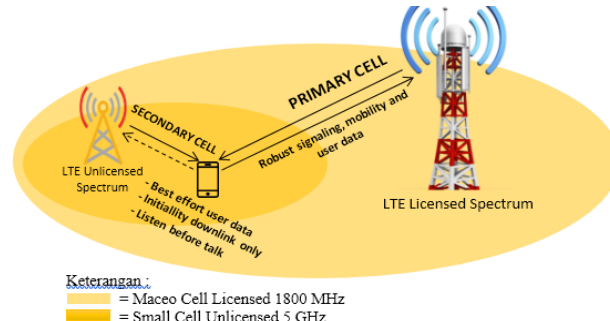 PRIMARY CELL
Robust signaling, mobility and
user data
SECONDARY CELL
LTE Unlicensed
Spectrum
- Best effort user data
- Initiallity downlink only
- Listen before talk
LTE Licensed Spectrum
Keterangan :
= Maceo Cell Licensed 1800 MHz
= Small Cell Unlicensed 5 GHz